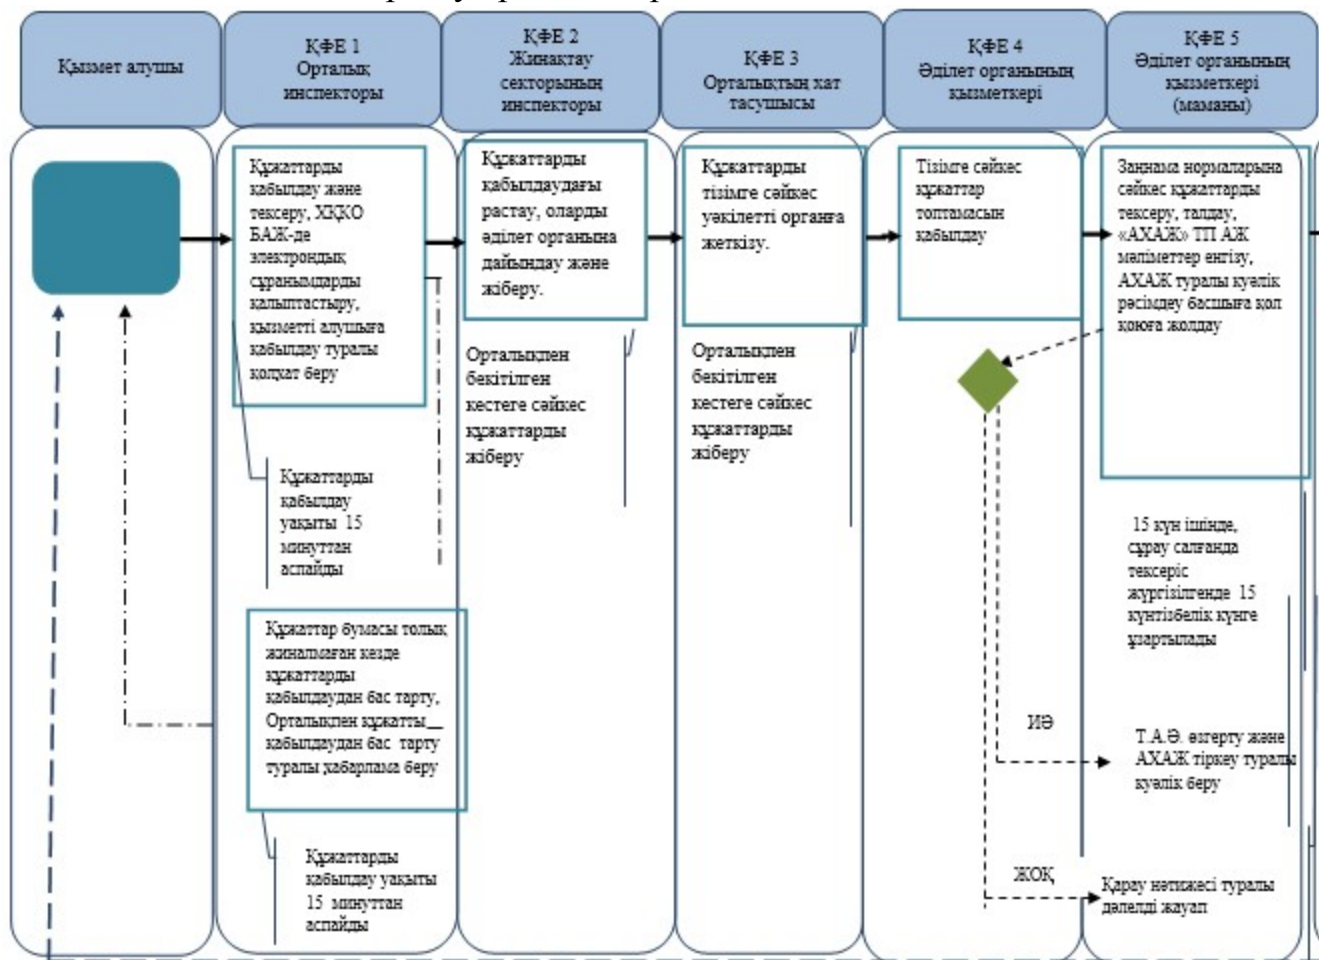 Қызмет алушы
ҚФЕ 1
Орталық
инспекторы
ҚФЕ 2
Жинақтау
секторының
инспекторы
ҚФЕ 3
Орталықтың хат
тасушысы
ҚФЕ 4
Әділет органының
қызметкері
ҚФЕ 5
Әділет органының
қызметкері
(маманы)
Құжаттарды
қабылдау және
тексеру, ХҚКО
БАЖ-де
электрондық
сұранымдарды
қалыптастыру,
қызметті алушыға
қабылдау туралы
қолхат беру
Құжаттарды
қабылдау
уақыты 15
минуттан
аспайды
Құжаттар бумасы толық
жиналмаған кезде
құжаттарды
қабылдаудан бас тарту,
Орталықпен құжатты
қабылдаудан бас тарту
туралы хабарлама беру
Құжаттарды
қабылдау уақыты
15 минуттан
аспайды
Құжаттарды
қабылдаудағы
растау, оларды
әділет органына
дайындау және
жіберу.
Орталықпен
бекітілген
кестеге сәйкес
құжаттарды
жіберу
Құжаттарды
тізімге сәйкес
уәкілетті органға
жеткізу.
Орталықпен
бекітілген
кестеге сәйкес
құжаттарды
жіберу
Тізімге сәйкес
құжаттар
топтамасын
қабылдау
ИӘ
ЖОҚ
Заңнама нормаларына
сәйкес құжаттарды
тексеру, талдау,
«АХАЖ» ТП АЖ
мәліметтер енгізу,
АХАЖ туралы куәлік
рәсімдеу басшыға қол
қоюға жолдау
15 күн ішінде,
сұрау салғанда
тексеріс
жүргізілгенде 15
күнтізбелік күнге
ұзартылады
Т.А.Ә. өзгерту және
АХАЖ тіркеу туралы
куәлік беру
Қарау нәтижесі туралы
дәлелді жауап